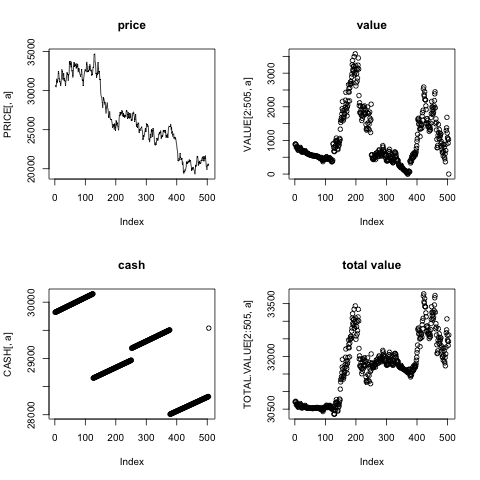 price
PRICE[, a]
20000 25000 30000 35000
0 100 200 300 400 500
Index
value
VALUE[2:505, a]
0 1000 2000 3000
0 100 200 300 400 500
Index
cash
CASH[, a]
28000 29000 30000
0 100 200 300 400 500
Index
total value
TOTAL.VALUE[2:505, a]
30500 32000 33500
0 100 200 300 400 500
Index